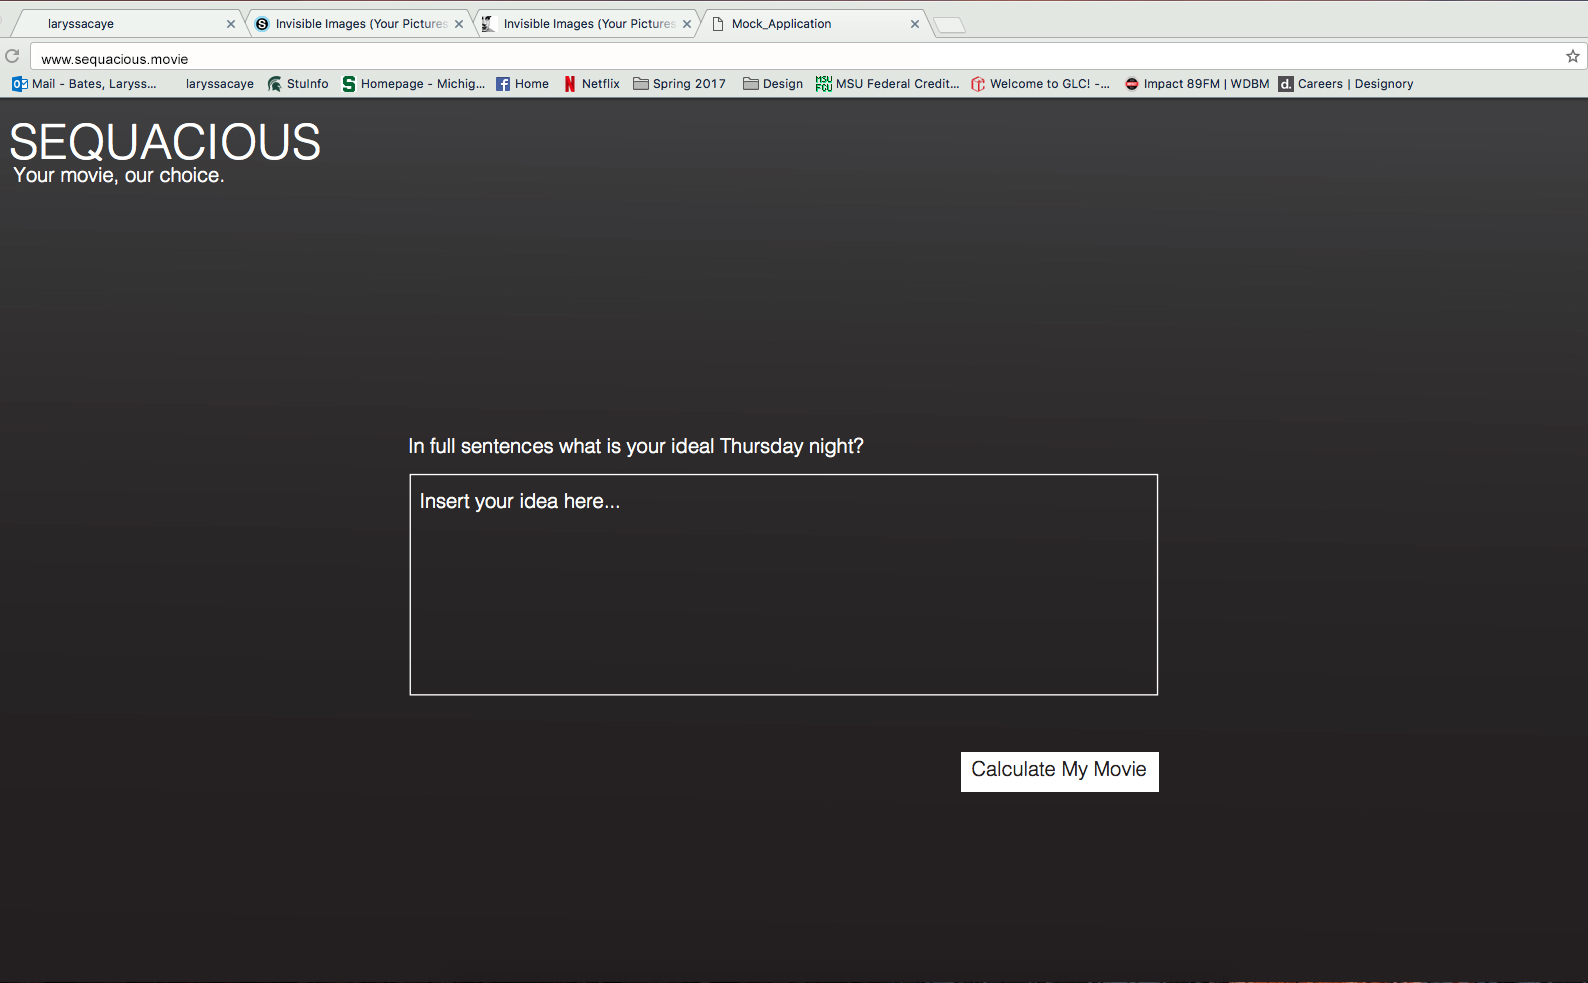 laryssacaye
Invisible Images (Your Pictures
Invisible Images (Your Pictures
Mock_Application
www.sequacious.movie
Mail - Bates, Laryss...
laryssacaye
StuInfo
Homepage - Michig...
Home
Netflix
Spring 2017
Design
MSU FCU
MSU Federal Credit...
Welcome to GLC! -...
Impact 89FM | WDBM
d.
Careers | Designory
SEQUACIOUS
Your movie, our choice.
In full sentences what is your ideal Thursday night?
Insert your idea here...
Calculate My Movie